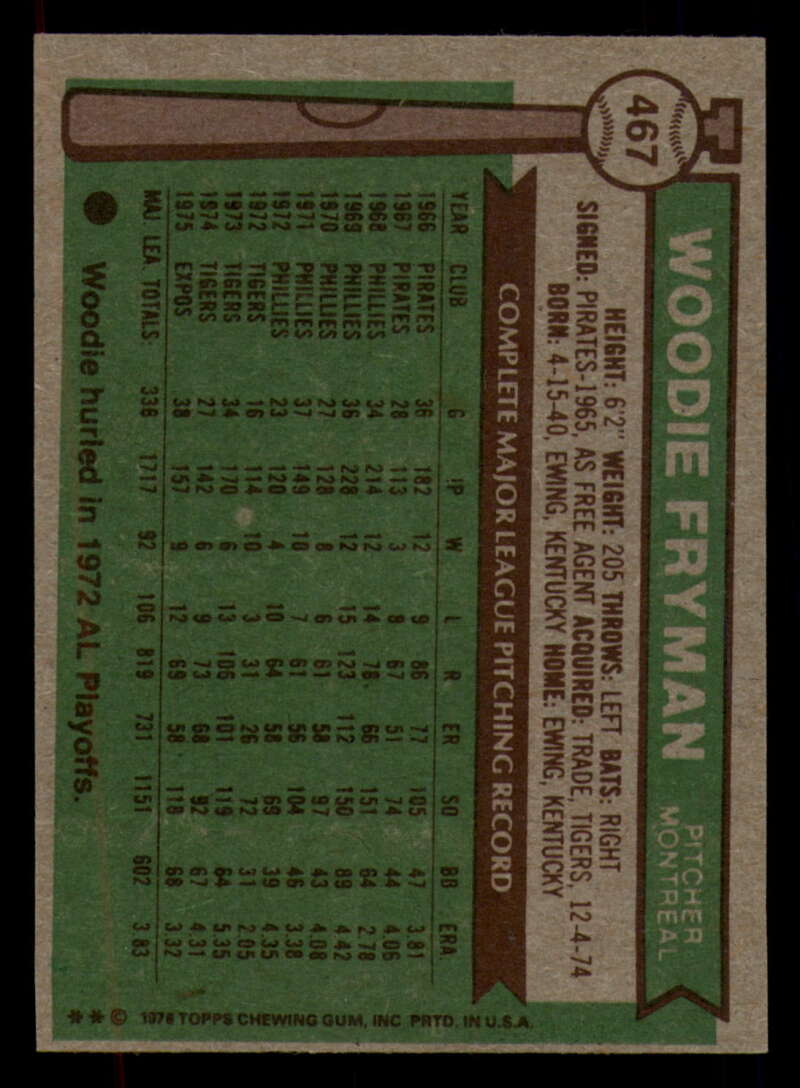 467
WOODIE FRYMAN
PITCHER
MONTREAL
HEIGHT: 6'2" WEIGHT: 205 THROWS: LEFT BATS: RIGHT
SIGNED: PIRATES-1965, AS FREE AGENT ACQUIRED: TRADE, TIGERS, 12-4-74
BORN: 4-15-40, EWING, KENTUCKY HOME: EWING, KENTUCKY
COMPLETE MAJOR LEAGUE PITCHING RECORD
YEAR CLUB G IP W L R ER SO BB ERA
1966 PIRATES 36 182 12 9 86 77 105 47 3.81
1967 PIRATES 28 113 3 8 67 51 74 44 4.06
1968 PHILLIES 34 214 12 14 78 66 151 64 2.78
1969 PHILLIES 36 228 12 15 123 112 150 89 4.42
1970 PHILLIES 27 128 8 6 61 58 97 43 4.08
1971 PHILLIES 37 149 10 7 61 56 104 46 3.38
1972 PHILLIES 23 120 4 10 64 58 69 39 4.35
1972 TIGERS 16 114 10 3 31 26 72 31 2.05
1973 TIGERS 34 170 6 13 106 101 119 64 5.35
1974 TIGERS 27 142 6 9 73 68 92 67 4.31
1975 EXPOS 38 157 9 12 69 58 118 68 3.32
MAJ. LEA. TOTALS: 336 1717 92 106 819 731 1151 602 3.83
Woodie hurled in 1972 AL Playoffs.
** © 1976 TOPPS CHEWING GUM, INC. PRTD. IN U.S.A.